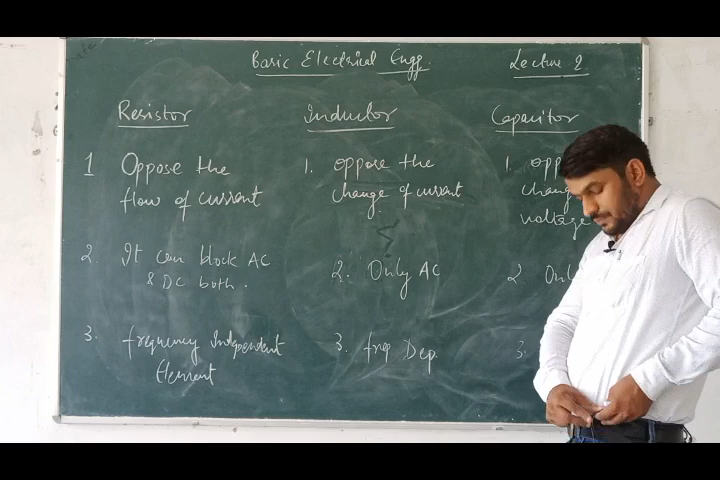 Basic Electrical Engg.
Lecture 2
Resistor
1 Oppose the
flow of current
2. It can block AC
& DC both.
3. frequency Independent
Element
Inductor
1. oppose the
change of current
2. Only AC
3. freq Dep.
Capacitor
1. opp
chang
voltage
2 Onl
3.